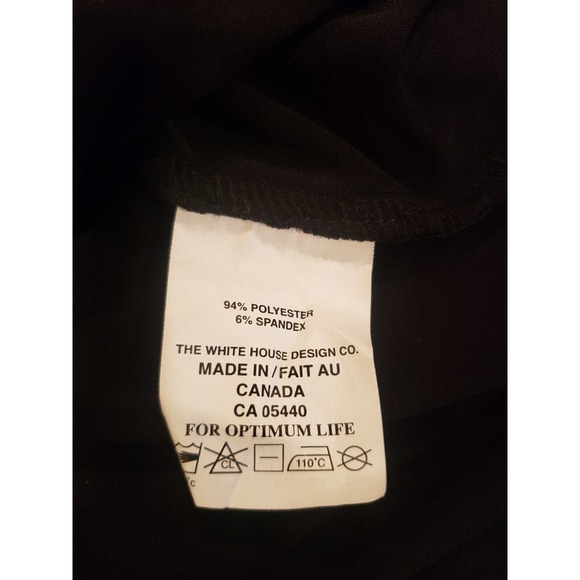 94% POLYESTER
6% SPANDEX
THE WHITE HOUSE DESIGN CO.
MADE IN/FAIT AU
CANADA
CA 05440
FOR OPTIMUM LIFE
CL 110°C